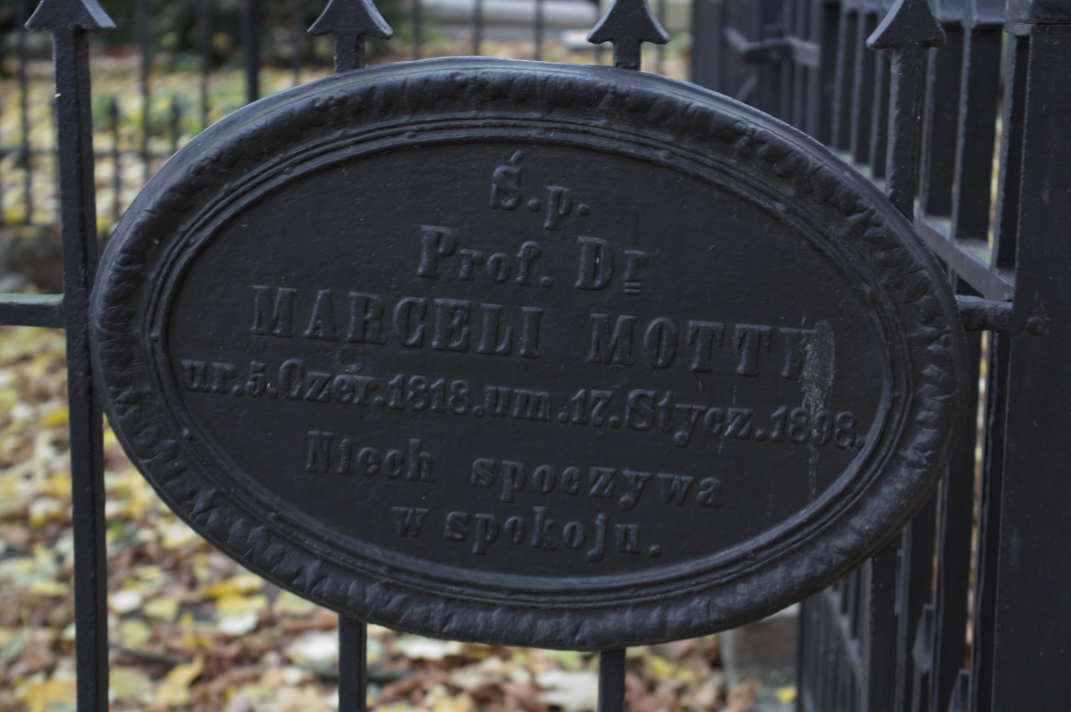 Ś.p.
Prof. Dr
MARCELI MOTTY
ur.5.Czer.1818.um.17.Stycz.1898.
Niech spoczywa
w spokoju.